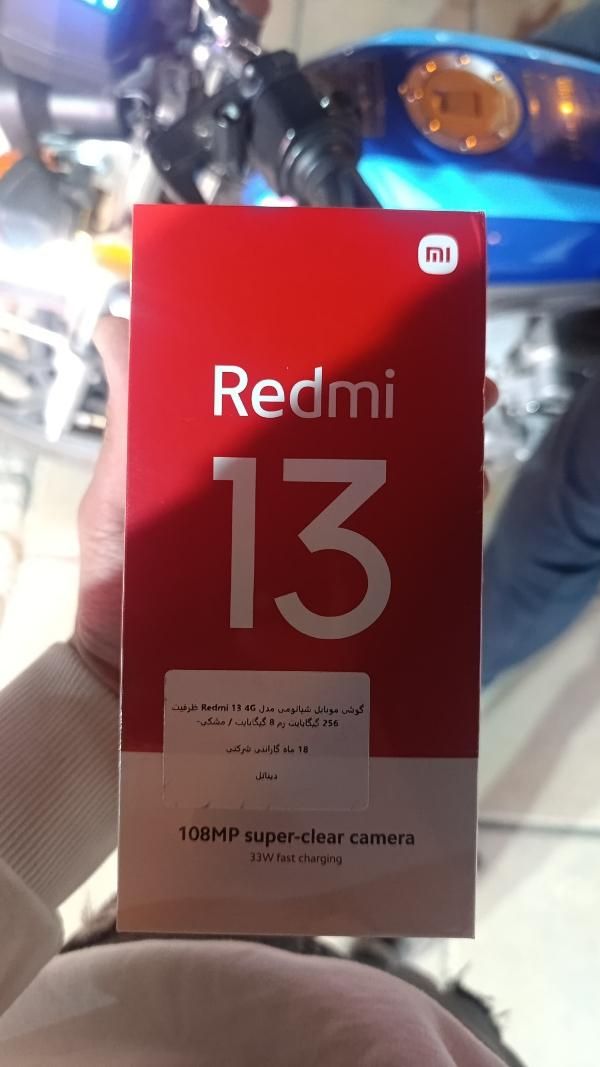 mi
Redmi
13
گوشی موبایل شیائومی مدل Redmi 13 4G ظرفیت
256 گیگابایت رم 8 گیگابایت / مشکی-
18 ماه گارانتی شرکتی
دیناتل
108MP super-clear camera
33W fast charging